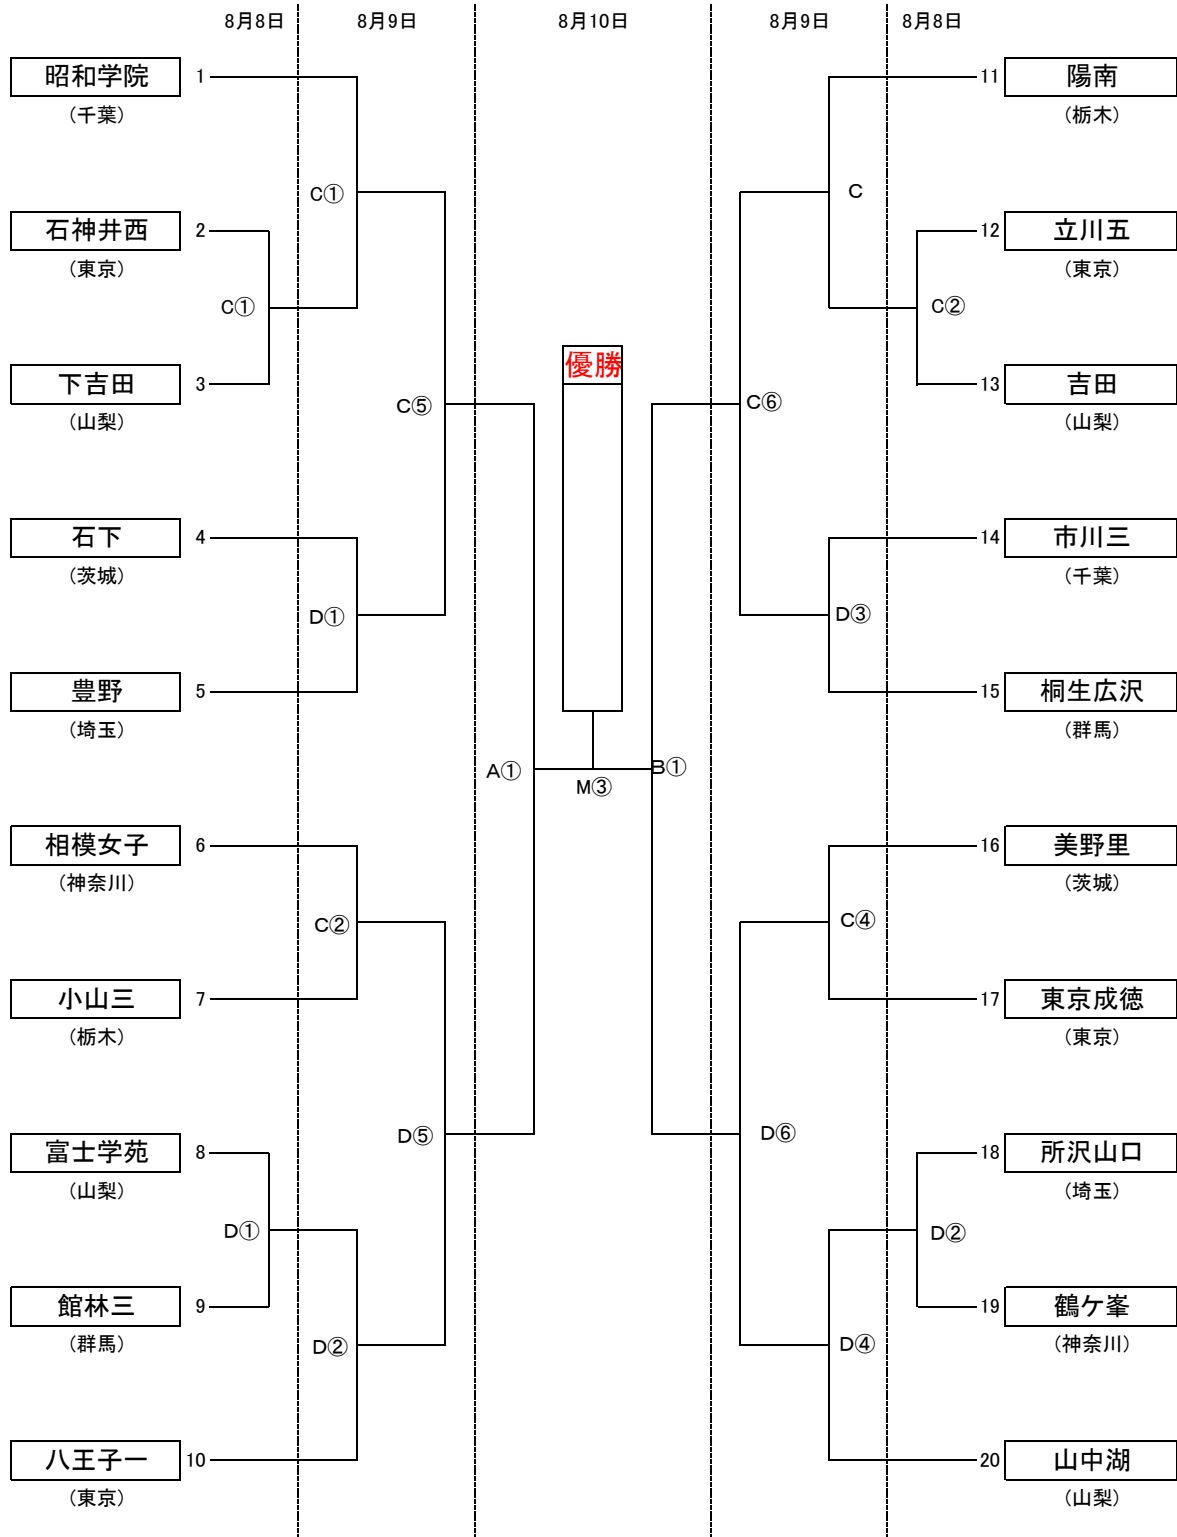 8月8日 8月9日 8月10日 8月9日 8月8日
昭和学院 1
(千葉)
石神井西 2
(東京)
下吉田 3
(山梨)
石下 4
(茨城)
豊野 5
(埼玉)
相模女子 6
(神奈川)
小山三 7
(栃木)
富士学苑 8
(山梨)
館林三 9
(群馬)
八王子一 10
(東京)
C①
D①
C①
D①
C②
D②
C⑤
D⑤
A①
優勝
M③
B①
C⑥
D⑥
C
D③
C④
D④
C②
D②
11 陽南
(栃木)
12 立川五
(東京)
13 吉田
(山梨)
14 市川三
(千葉)
15 桐生広沢
(群馬)
16 美野里
(茨城)
17 東京成徳
(東京)
18 所沢山口
(埼玉)
19 鶴ケ峯
(神奈川)
20 山中湖
(山梨)